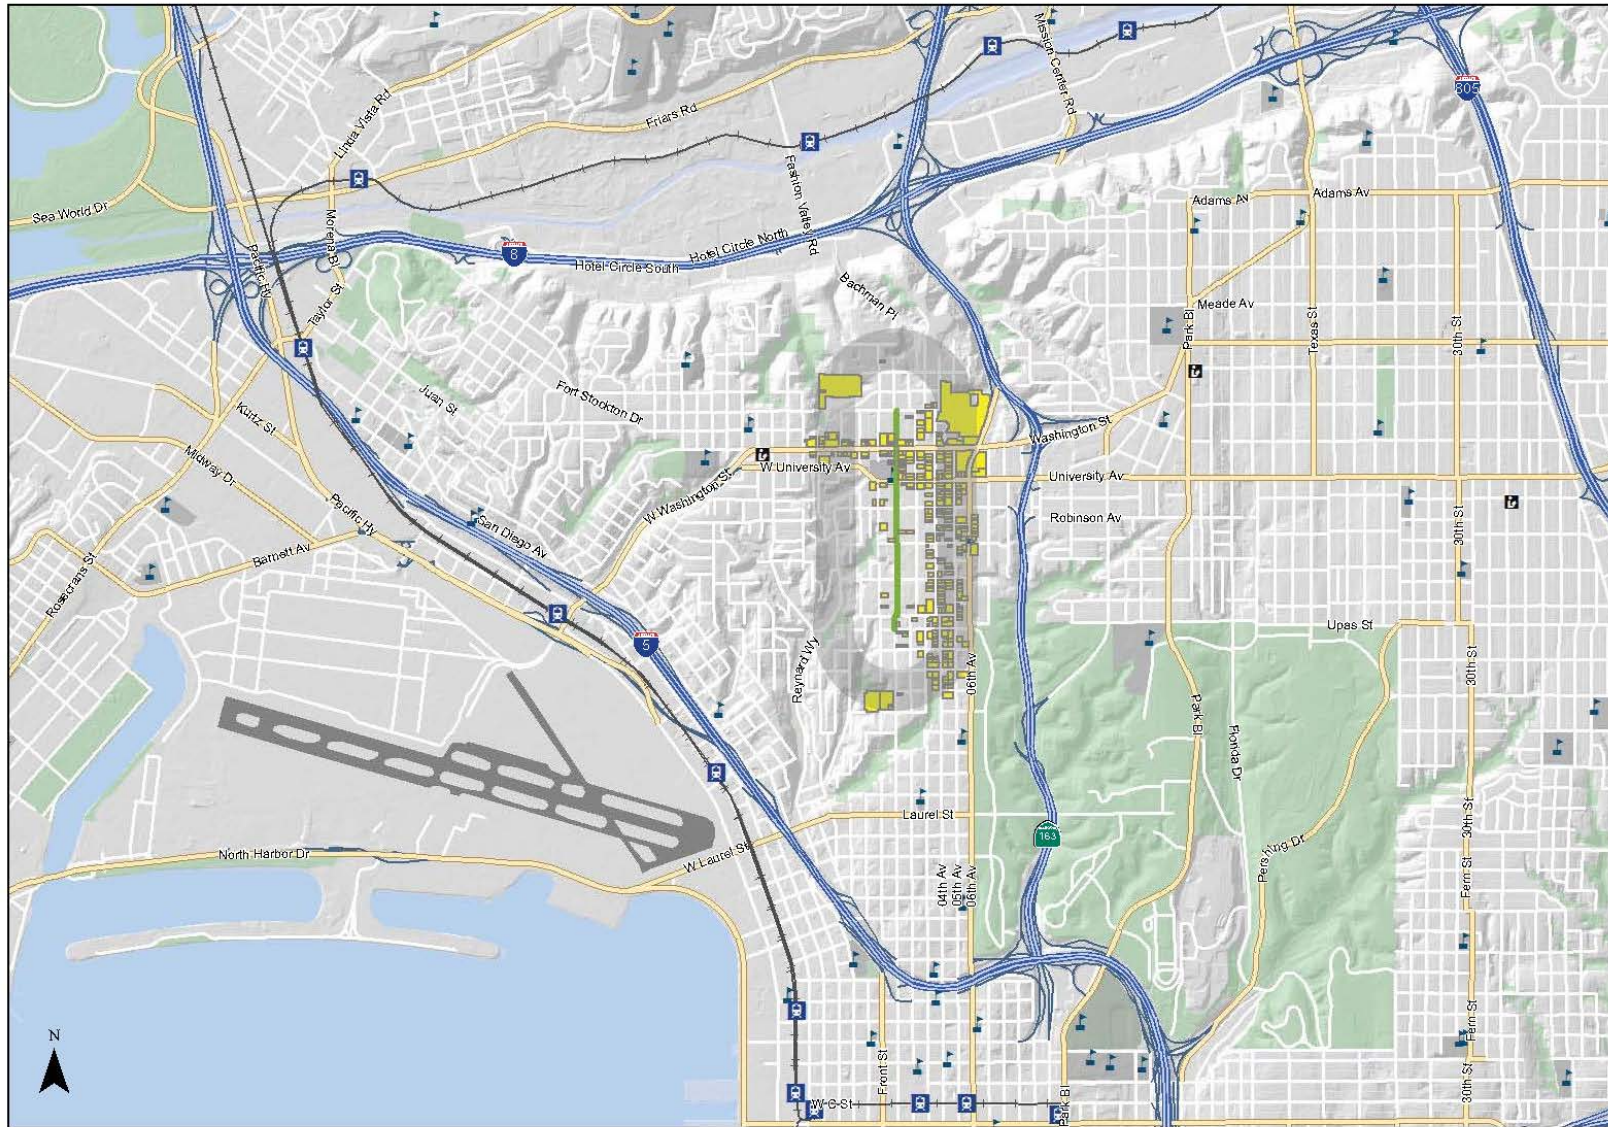 Mission Center Rd
805
Linda Vista Rd
Friars Rd
Fashion Valley Rd
Adams Av
Adams Av
Sea World Dr
Morena Bl
Pacific Hy
8
Hotel Circle North
Hotel Circle South
Bachman Pl
Taylor St
Meade Av
Park Bl
Texas St
30th St
Juan St
Fort Stockton Dr
Kurtz St
Washington St
Midway Dr
W University Av
University Av
W Washington St
Pacific Hy
San Diego Av
Robinson Av
30th St
Barnett Av
Rosecrans St
5
Upas St
Reynard Wy
06th Av
30th St
Park Bl
Florida Dr
Laurel St
163
30th St
North Harbor Dr
W Laurel St
Pershing Dr
04th Av
05th Av
06th Av
Fern St
N
Fern St
Front St
W C St
Park Bl
30th St